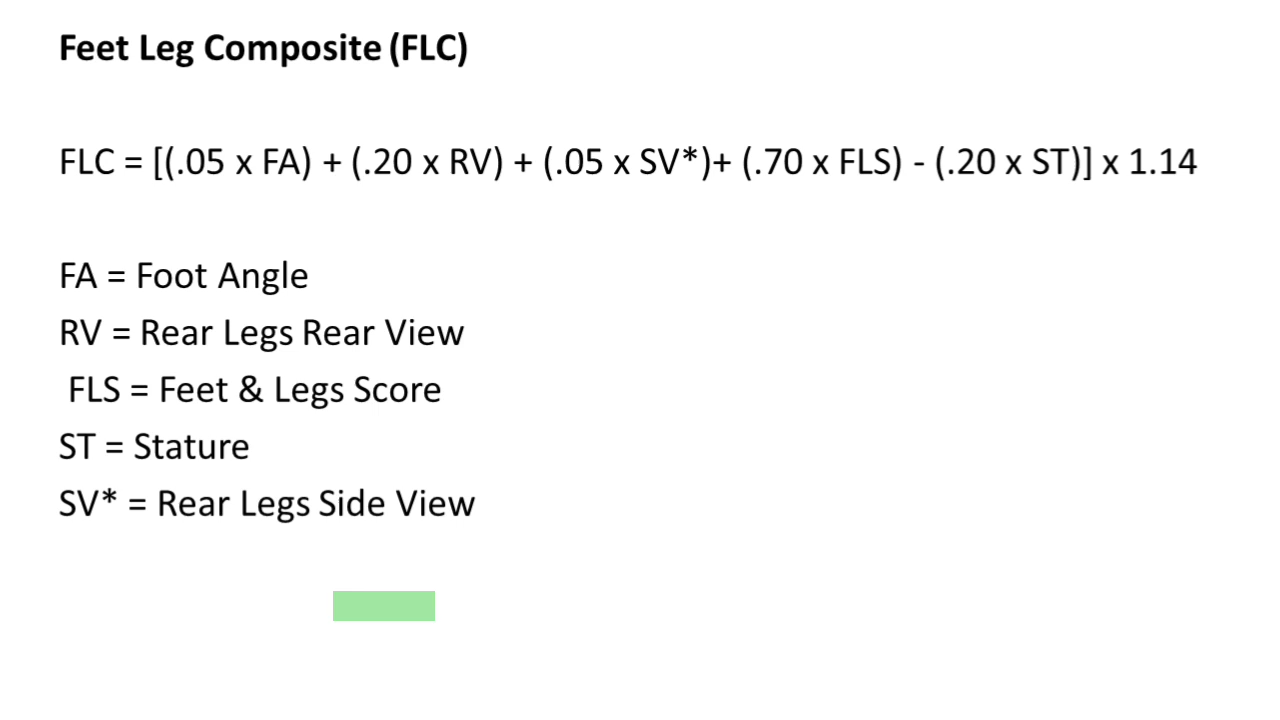 Feet Leg Composite (FLC)
FLC = [(.05 x FA) + (.20 x RV) + (.05 x SV*)+ (.70 x FLS) - (.20 x ST)] x 1.14
FA = Foot Angle
RV = Rear Legs Rear View
FLS = Feet & Legs Score
ST = Stature
SV* = Rear Legs Side View